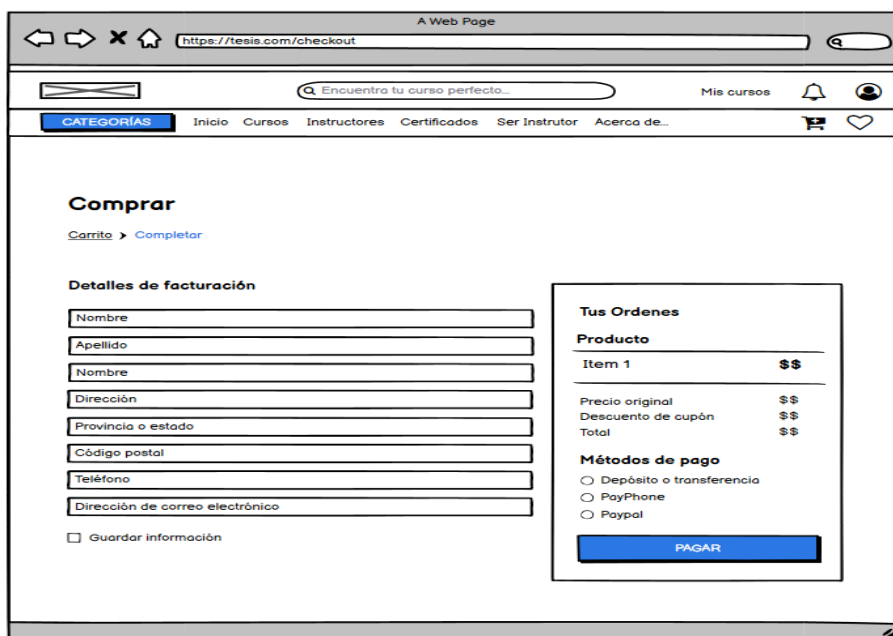 A Web Page
https://tesis.com/checkout
Encuentra tu curso perfecto...
Mis cursos
CATEGORÍAS Inicio Cursos Instructores Certificados Ser Instrutor Acerca de...
Comprar
Carrito > Completar
Detalles de facturación
Nombre
Apellido
Nombre
Dirección
Provincia o estado
Código postal
Teléfono
Dirección de correo electrónico
Guardar información
Tus Ordenes
Producto
Item 1 $$
Precio original $$
Descuento de cupón $$
Total $$
Métodos de pago
Depósito o transferencia
PayPhone
Paypal
PAGAR